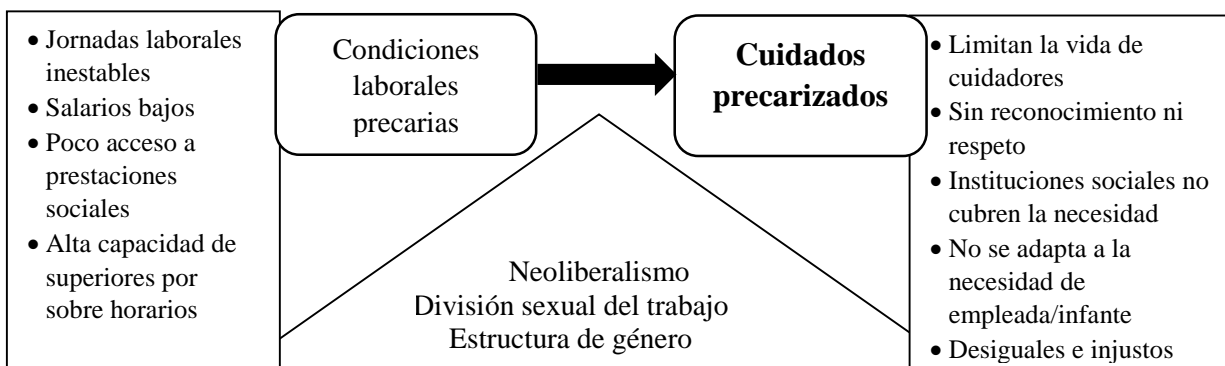 • Jornadas laborales
inestables
• Salarios bajos
• Poco acceso a
prestaciones
sociales
• Alta capacidad de
superiores por
sobre horarios
Condiciones
laborales
precarias
Cuidados
precarizados
Neoliberalismo
División sexual del trabajo
Estructura de género
• Limitan la vida de
cuidadores
• Sin reconocimiento ni
respeto
• Instituciones sociales no
cubren la necesidad
• No se adapta a la
necesidad de
empleada/infante
• Desiguales e injustos